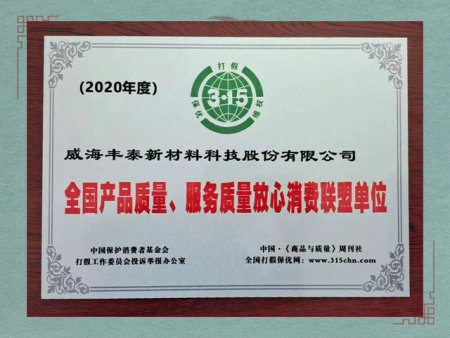 打假
3·15
保优
维权
(2020年度)
威海丰泰新材料科技股份有限公司
全国产品质量、服务质量放心消费联盟单位
中国保护消费者基金会
打假工作委员会投诉举报办公室
中国·《商品与质量》周刊社
全国打假保优网：www.315chn.com